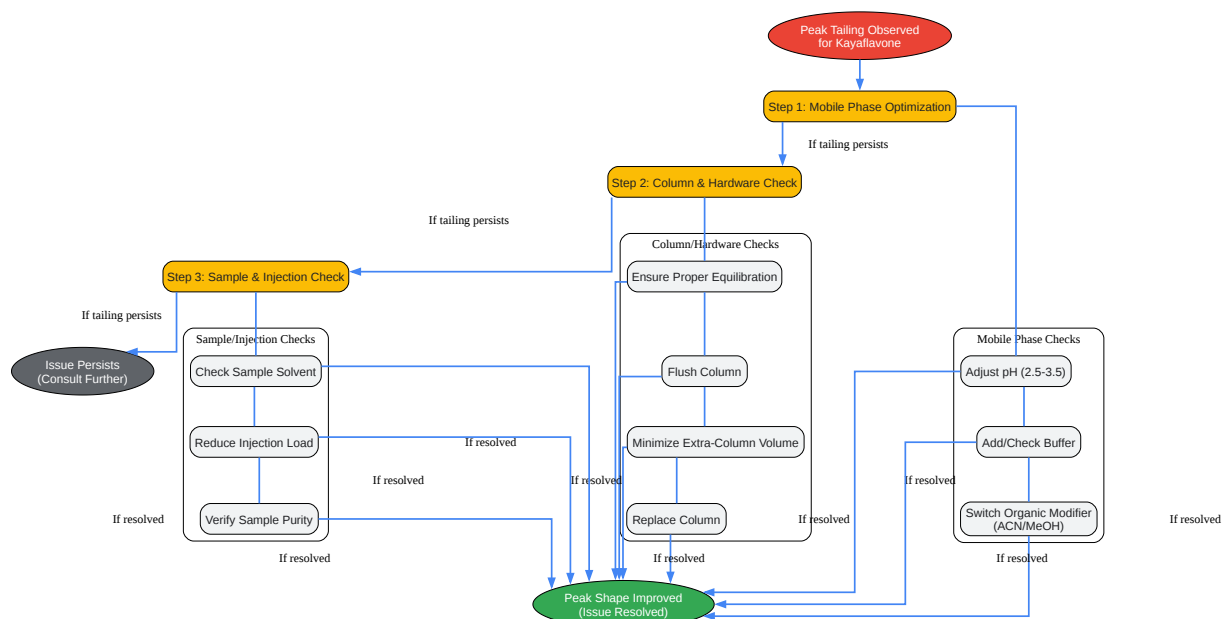 Peak Tailing Observed
for Kayaflavone
Step 1: Mobile Phase Optimization
If tailing persists
Step 2: Column & Hardware Check
If tailing persists
Column/Hardware Checks
Step 3: Sample & Injection Check
Ensure Proper Equilibration
If tailing persists
Sample/Injection Checks
Mobile Phase Checks
Issue Persists
(Consult Further)
Check Sample Solvent
Flush Column
Adjust pH (2.5-3.5)
Reduce Injection Load
If resolved
Minimize Extra-Column Volume
Add/Check Buffer
If resolved
If resolved
If resolved
If resolved
Verify Sample Purity
Replace Column
If resolved
Switch Organic Modifier
(ACN/MeOH)
If resolved
If resolved
If resolved
If resolved
Peak Shape Improved
(Issue Resolved)